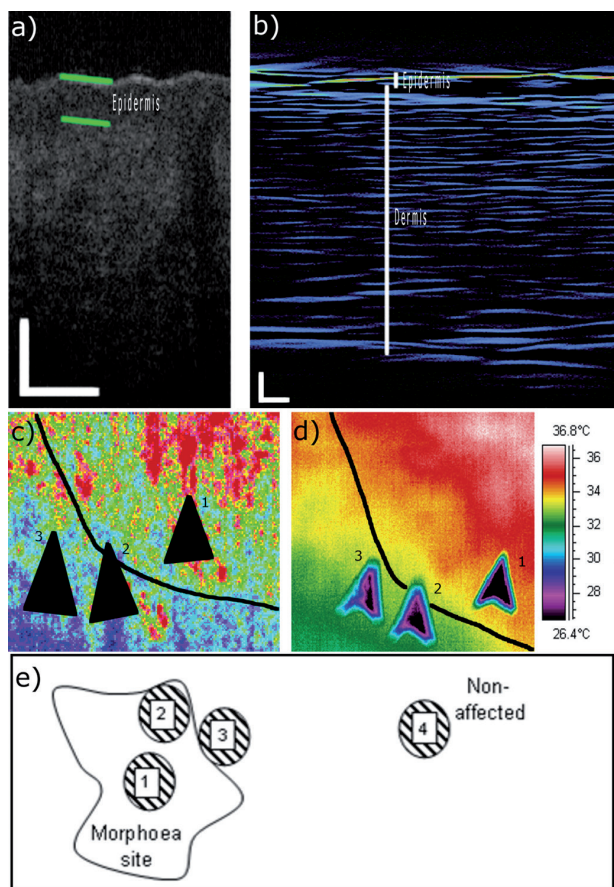 a)
Epidermis
b)
Epidermis
Dermis
c)
1
2
3
d)
1
2
3
36.8°C
36
34
32
30
28
26.4°C
e)
2
3
1
4
Non-
affected
Morphoea
site